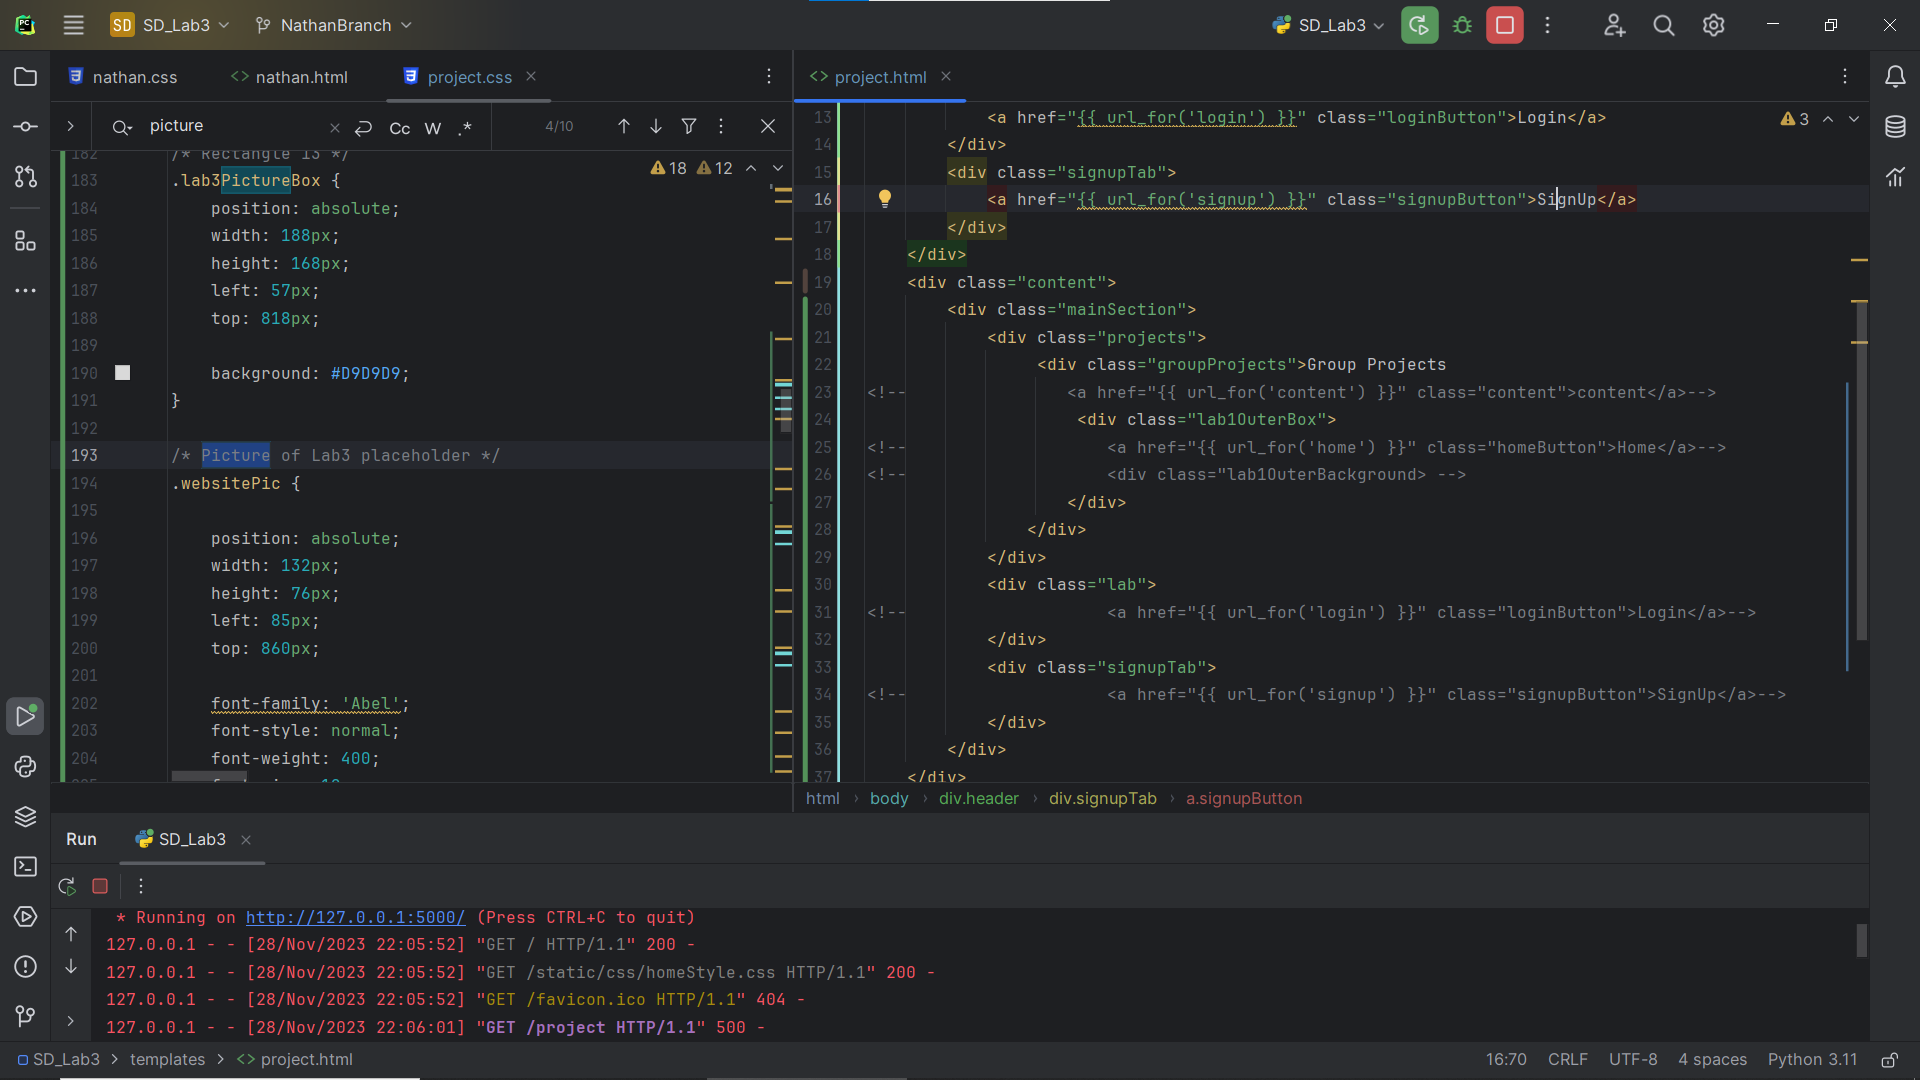 SD SD_Lab3 NathanBranch SD_Lab3
nathan.css nathan.html project.css
project.html
picture Cc W .* 4/10
18 12
182 /* Rectangle 13 */
183 .lab3PictureBox {
184 position: absolute;
185 width: 188px;
186 height: 168px;
187 left: 57px;
188 top: 818px;
189
190 background: #D9D9D9;
191 }
192
193 /* Picture of Lab3 placeholder */
194 .websitePic {
195
196 position: absolute;
197 width: 132px;
198 height: 76px;
199 left: 85px;
200 top: 860px;
201
202 font-family: 'Abel';
203 font-style: normal;
204 font-weight: 400;
3
13 <a href="{{ url_for('login') }}" class="loginButton">Login</a>
14 </div>
15 <div class="signupTab">
16 <a href="{{ url_for('signup') }}" class="signupButton">SignUp</a>
17 </div>
18 </div>
19 <div class="content">
20 <div class="mainSection">
21 <div class="projects">
22 <div class="groupProjects">Group Projects
23 <!-- <a href="{{ url_for('content') }}" class="content">content</a>-->
24 <div class="lab1OuterBox">
25 <!-- <a href="{{ url_for('home') }}" class="homeButton">Home</a>-->
26 <!-- <div class="lab1OuterBackground> -->
27 </div>
28 </div>
29 </div>
30 <div class="lab">
31 <!-- <a href="{{ url_for('login') }}" class="loginButton">Login</a>-->
32 </div>
33 <div class="signupTab">
34 <!-- <a href="{{ url_for('signup') }}" class="signupButton">SignUp</a>-->
35 </div>
36 </div>
37 </div>
html › body › div.header › div.signupTab › a.signupButton
Run SD_Lab3
* Running on http://127.0.0.1:5000/ (Press CTRL+C to quit)
127.0.0.1 - - [28/Nov/2023 22:05:52] "GET / HTTP/1.1" 200 -
127.0.0.1 - - [28/Nov/2023 22:05:52] "GET /static/css/homeStyle.css HTTP/1.1" 200 -
127.0.0.1 - - [28/Nov/2023 22:05:52] "GET /favicon.ico HTTP/1.1" 404 -
127.0.0.1 - - [28/Nov/2023 22:06:01] "GET /project HTTP/1.1" 500 -
SD_Lab3 > templates > <> project.html 16:70 CRLF UTF-8 4 spaces Python 3.11